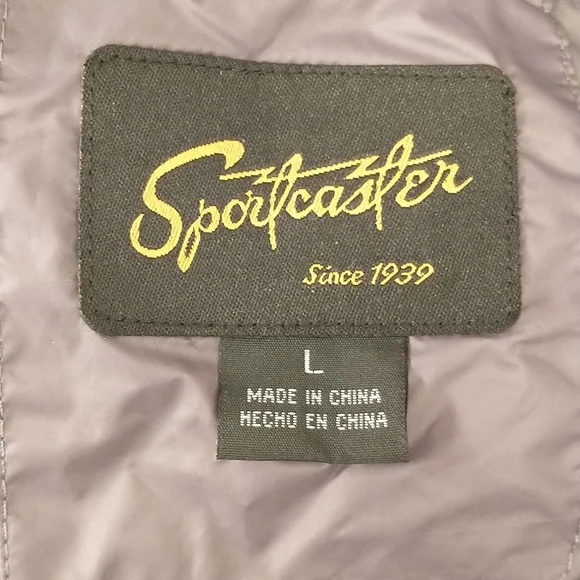 Sportcaster
Since 1939
L
MADE IN CHINA
HECHO EN CHINA